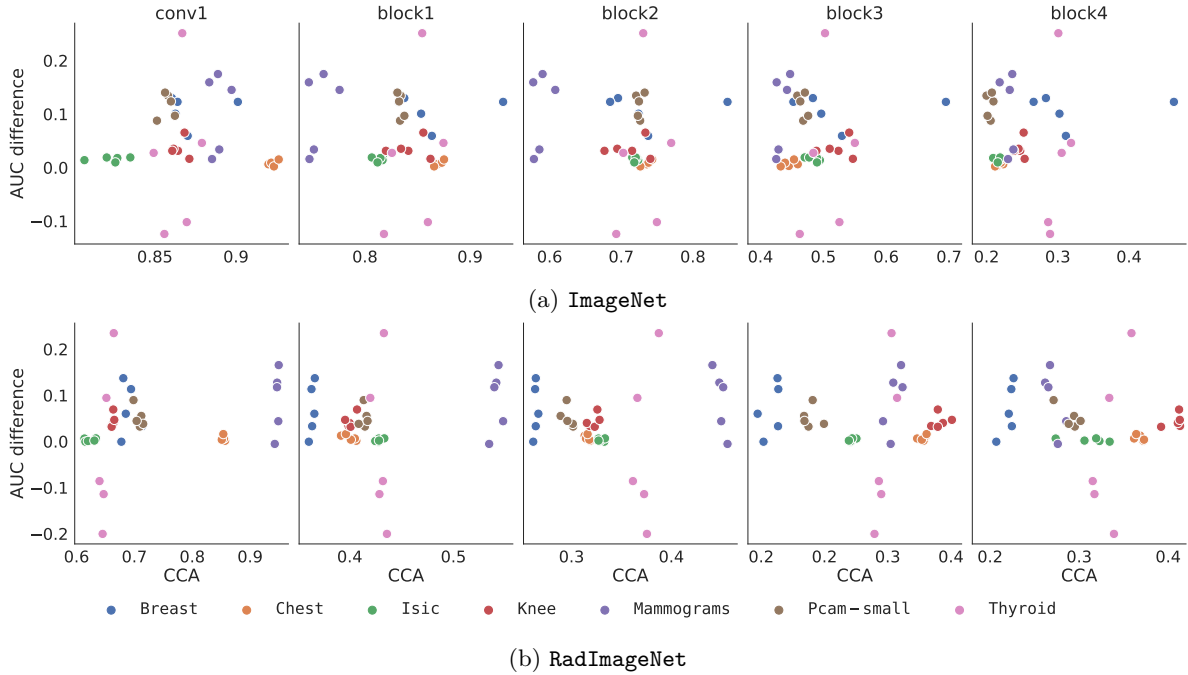 conv1 block1 block2 block3 block4
AUC difference
0.2
0.1
0.0
−0.1
0.85 0.9 0.8 0.9 0.6 0.7 0.8 0.4 0.5 0.6 0.7 0.2 0.3 0.4
(a) ImageNet
AUC difference
0.2
0.1
0.0
−0.1
−0.2
0.6 0.7 0.8 0.9 0.4 0.5 0.3 0.4 0.2 0.3 0.4 0.2 0.3 0.4
CCA CCA CCA CCA CCA
Breast Chest Isic Knee Mammograms Pcam−small Thyroid
(b) RadImageNet